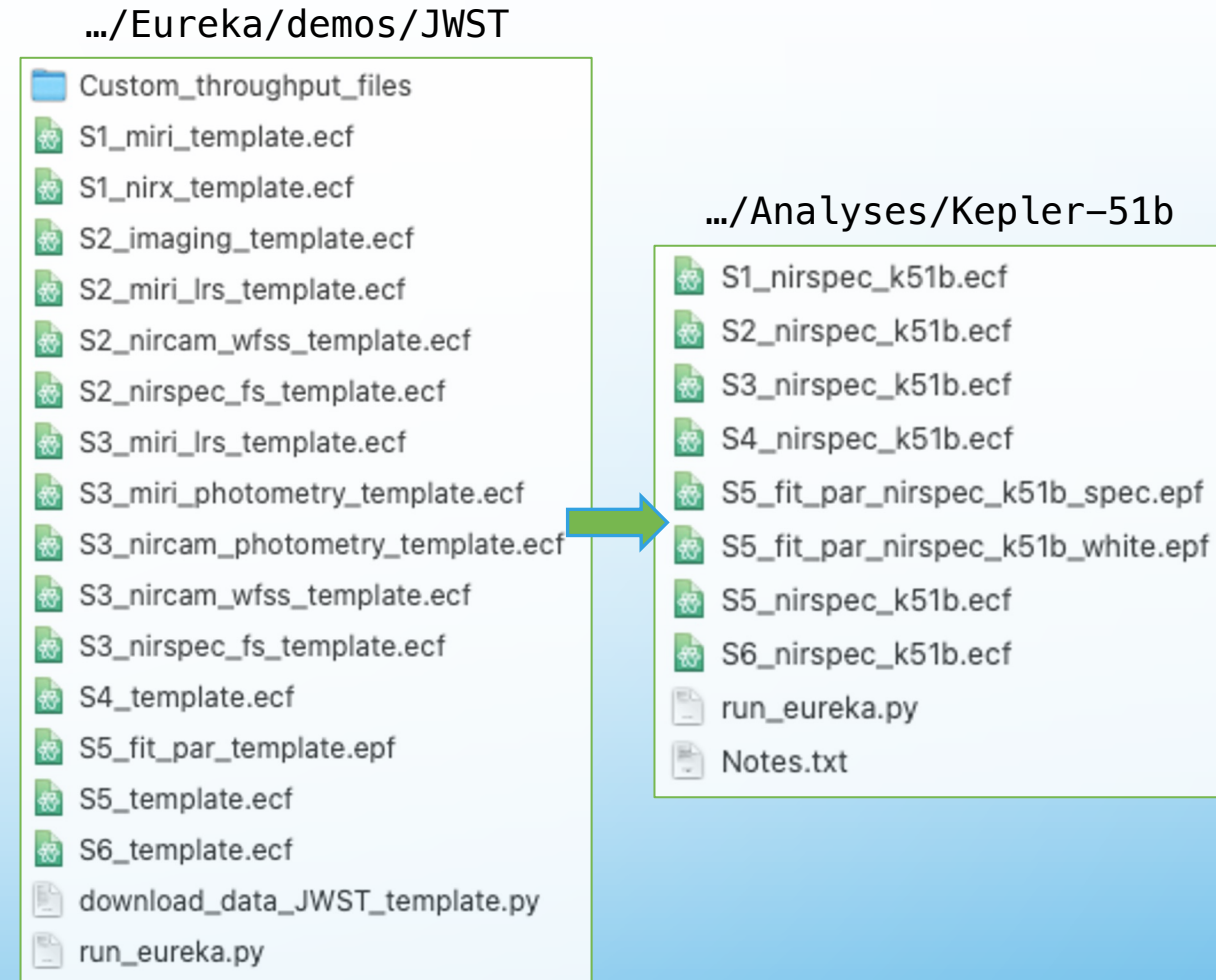 …/Eureka/demos/JWST
Custom_throughput_files
S1_miri_template.ecf
S1_nirx_template.ecf
S2_imaging_template.ecf
S2_miri_lrs_template.ecf
S2_nircam_wfss_template.ecf
S2_nirspec_fs_template.ecf
S3_miri_lrs_template.ecf
S3_miri_photometry_template.ecf
S3_nircam_photometry_template.ecf
S3_nircam_wfss_template.ecf
S3_nirspec_fs_template.ecf
S4_template.ecf
S5_fit_par_template.epf
S5_template.ecf
S6_template.ecf
download_data_JWST_template.py
run_eureka.py
…/Analyses/Kepler–51b
S1_nirspec_k51b.ecf
S2_nirspec_k51b.ecf
S3_nirspec_k51b.ecf
S4_nirspec_k51b.ecf
S5_fit_par_nirspec_k51b_spec.epf
S5_fit_par_nirspec_k51b_white.epf
S5_nirspec_k51b.ecf
S6_nirspec_k51b.ecf
run_eureka.py
Notes.txt